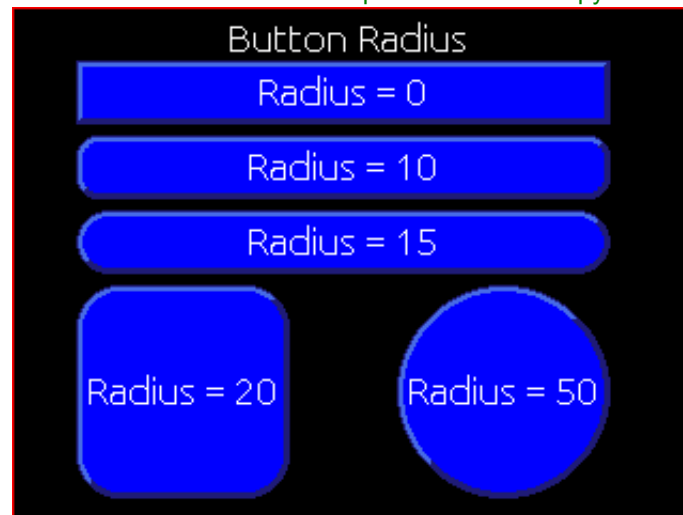 Button Radius
Radius = 0
Radius = 10
Radius = 15
Radius = 20
Radius = 50